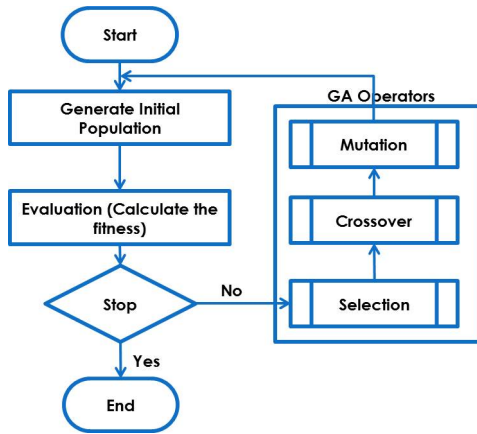 Start
Generate Initial
Population
Evaluation (Calculate the
fitness)
Stop
No
Yes
End
GA Operators
Mutation
Crossover
Selection